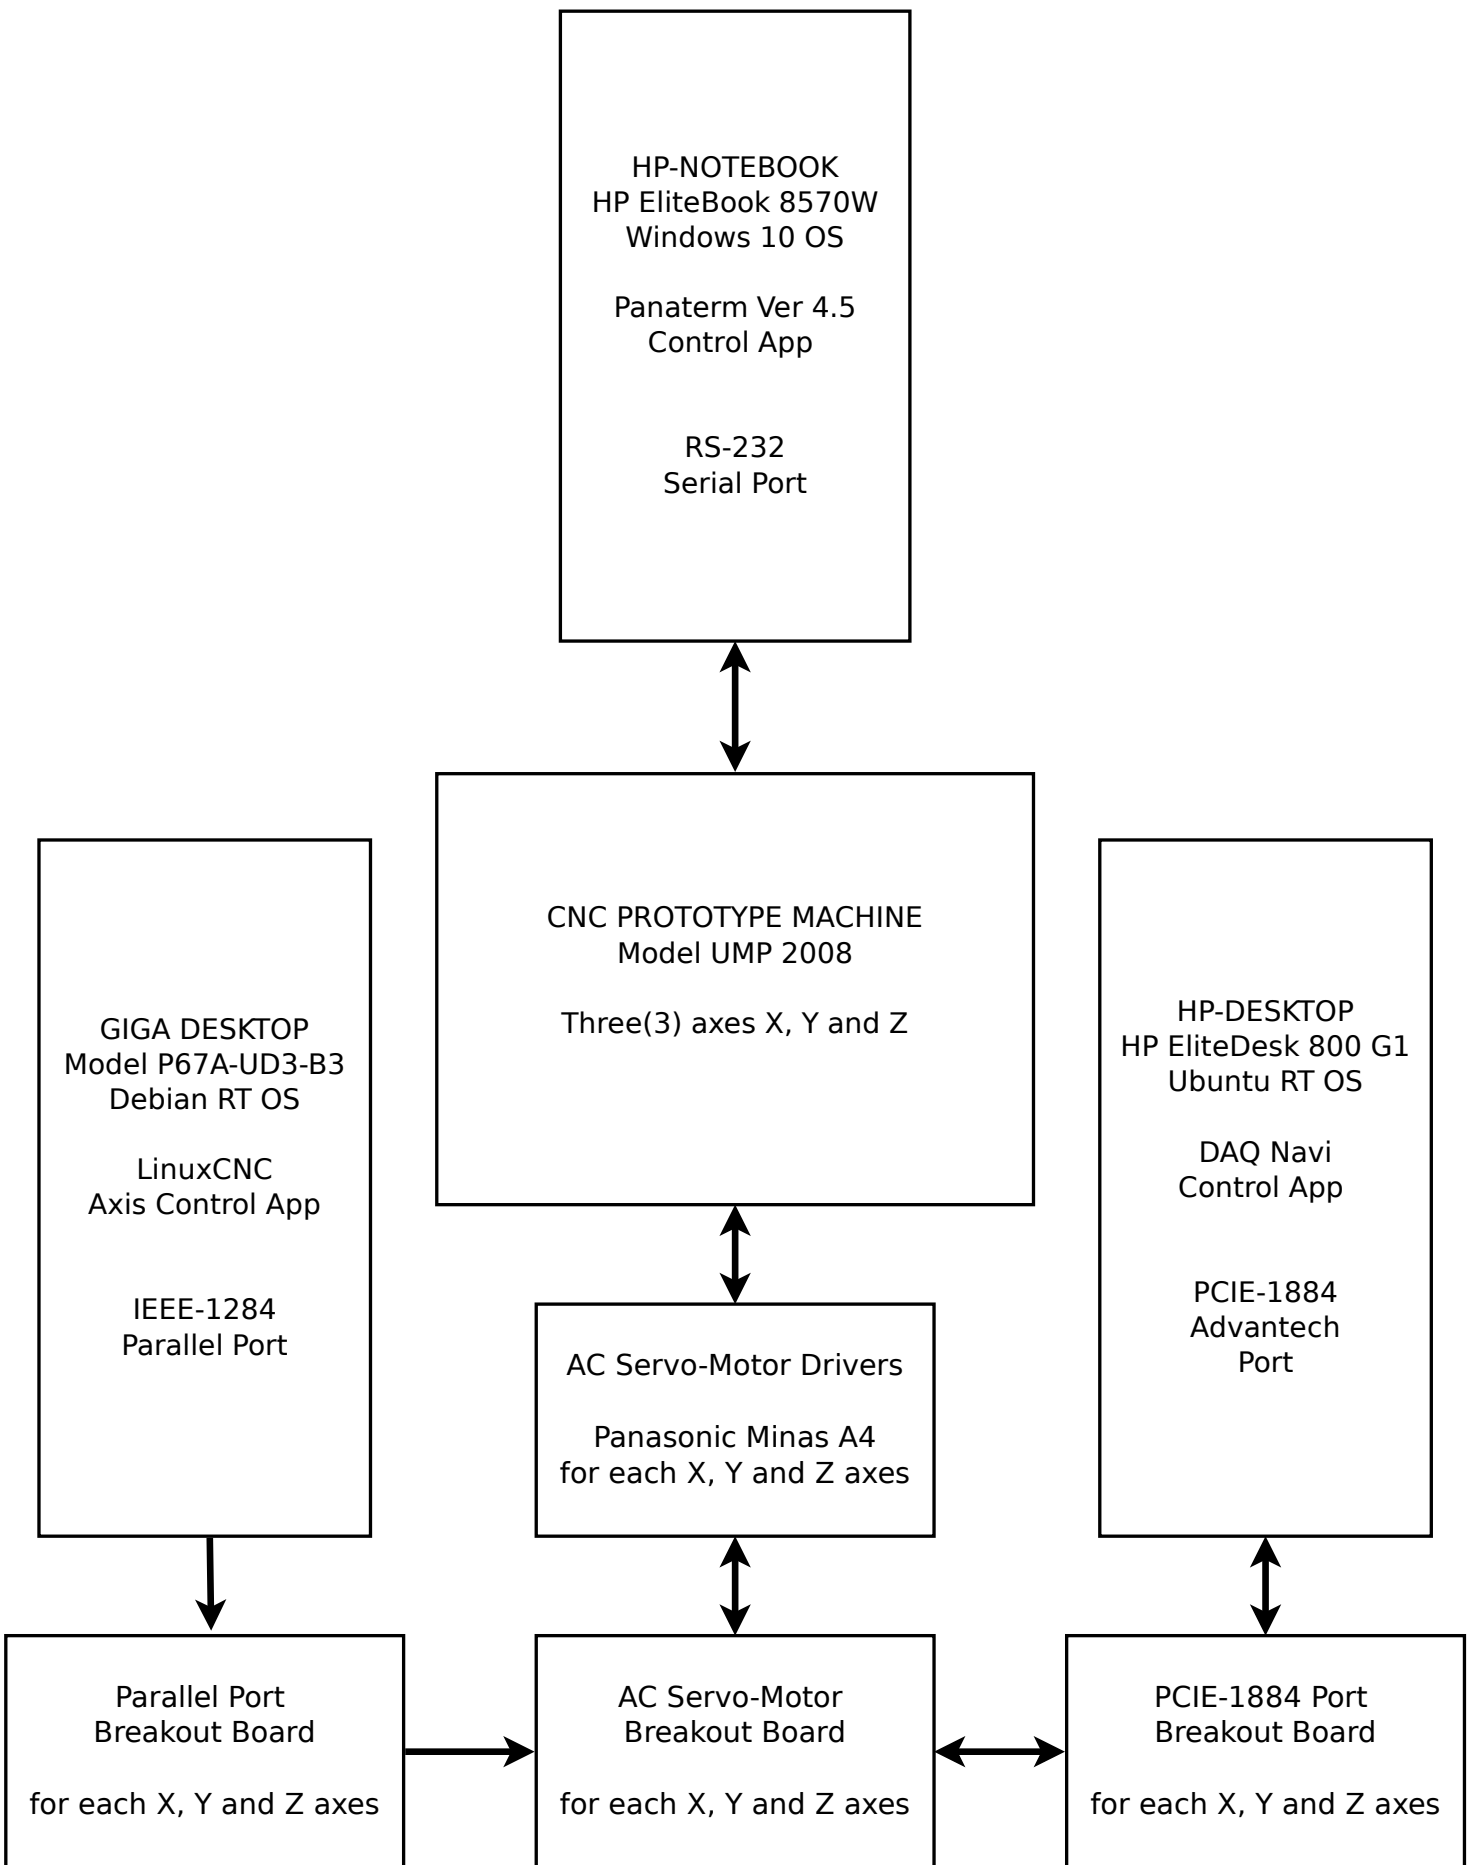 HP-NOTEBOOK
HP EliteBook 8570W
Windows 10 OS
Panaterm Ver 4.5
Control App
RS-232
Serial Port
CNC PROTOTYPE MACHINE
Model UMP 2008
Three(3) axes X, Y and Z
GIGA DESKTOP
Model P67A-UD3-B3
Debian RT OS
LinuxCNC
Axis Control App
IEEE-1284
Parallel Port
HP-DESKTOP
HP EliteDesk 800 G1
Ubuntu RT OS
DAQ Navi
Control App
PCIE-1884
Advantech
Port
AC Servo-Motor Drivers
Panasonic Minas A4
for each X, Y and Z axes
Parallel Port
Breakout Board
for each X, Y and Z axes
AC Servo-Motor
Breakout Board
for each X, Y and Z axes
PCIE-1884 Port
Breakout Board
for each X, Y and Z axes